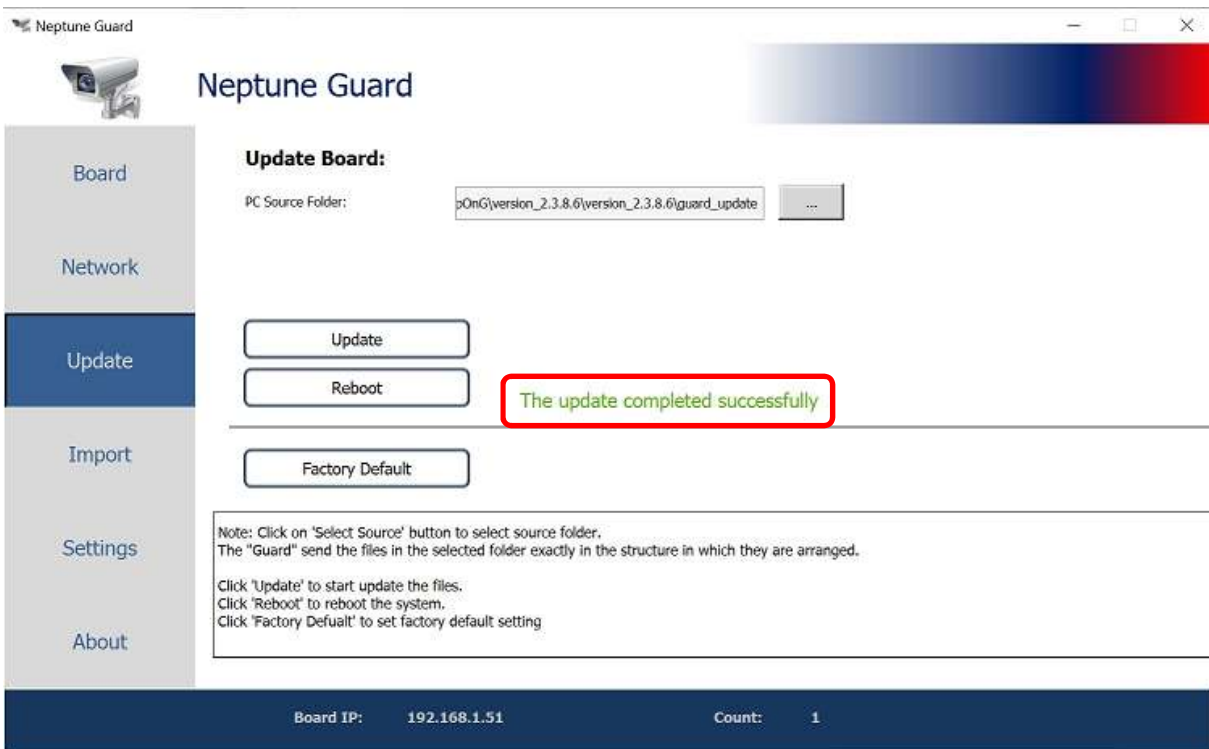 Neptune Guard
Neptune Guard
Board
Network
Update
Import
Settings
About
Update Board:
PC Source Folder:
OnG\version_2.3.8.6\version_2.3.8.6\guard_update
...
Update
Reboot
The update completed successfully
Factory Default
Note: Click on 'Select Source' button to select source folder.
The "Guard" send the files in the selected folder exactly in the structure in which they are arranged.
Click 'Update' to start update the files.
Click 'Reboot' to reboot the system.
Click 'Factory Defualt' to set factory default setting
Board IP: 192.168.1.51 Count: 1